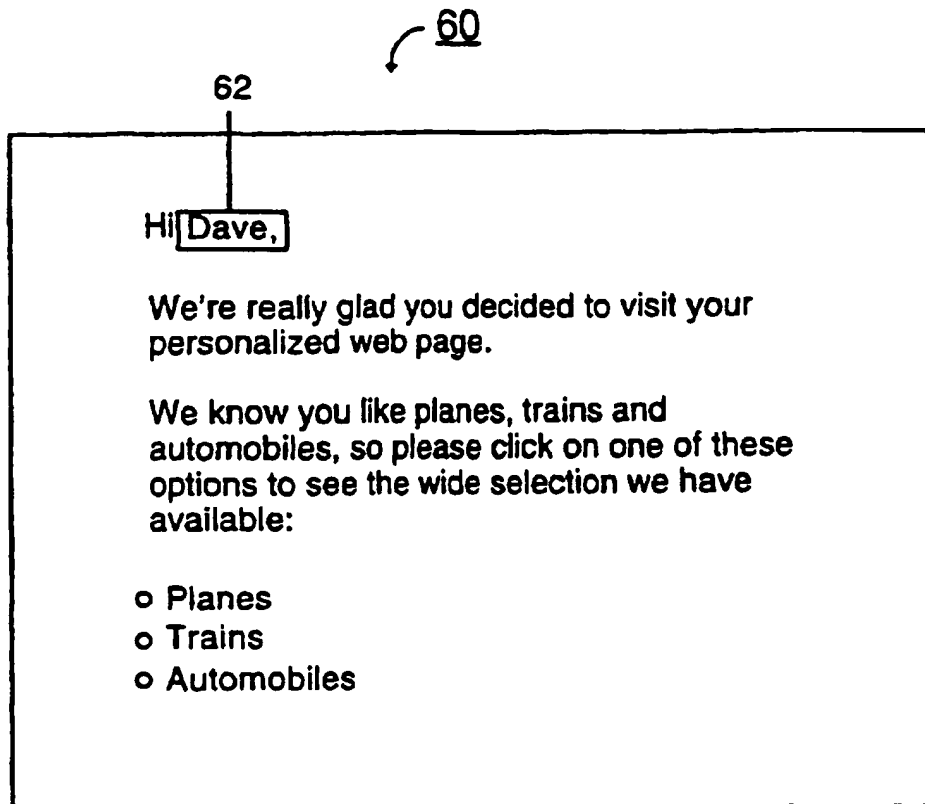 60
62
Hi Dave,
We're really glad you decided to visit your
personalized web page.
We know you like planes, trains and
automobiles, so please click on one of these
options to see the wide selection we have
available:
o Planes
o Trains
o Automobiles